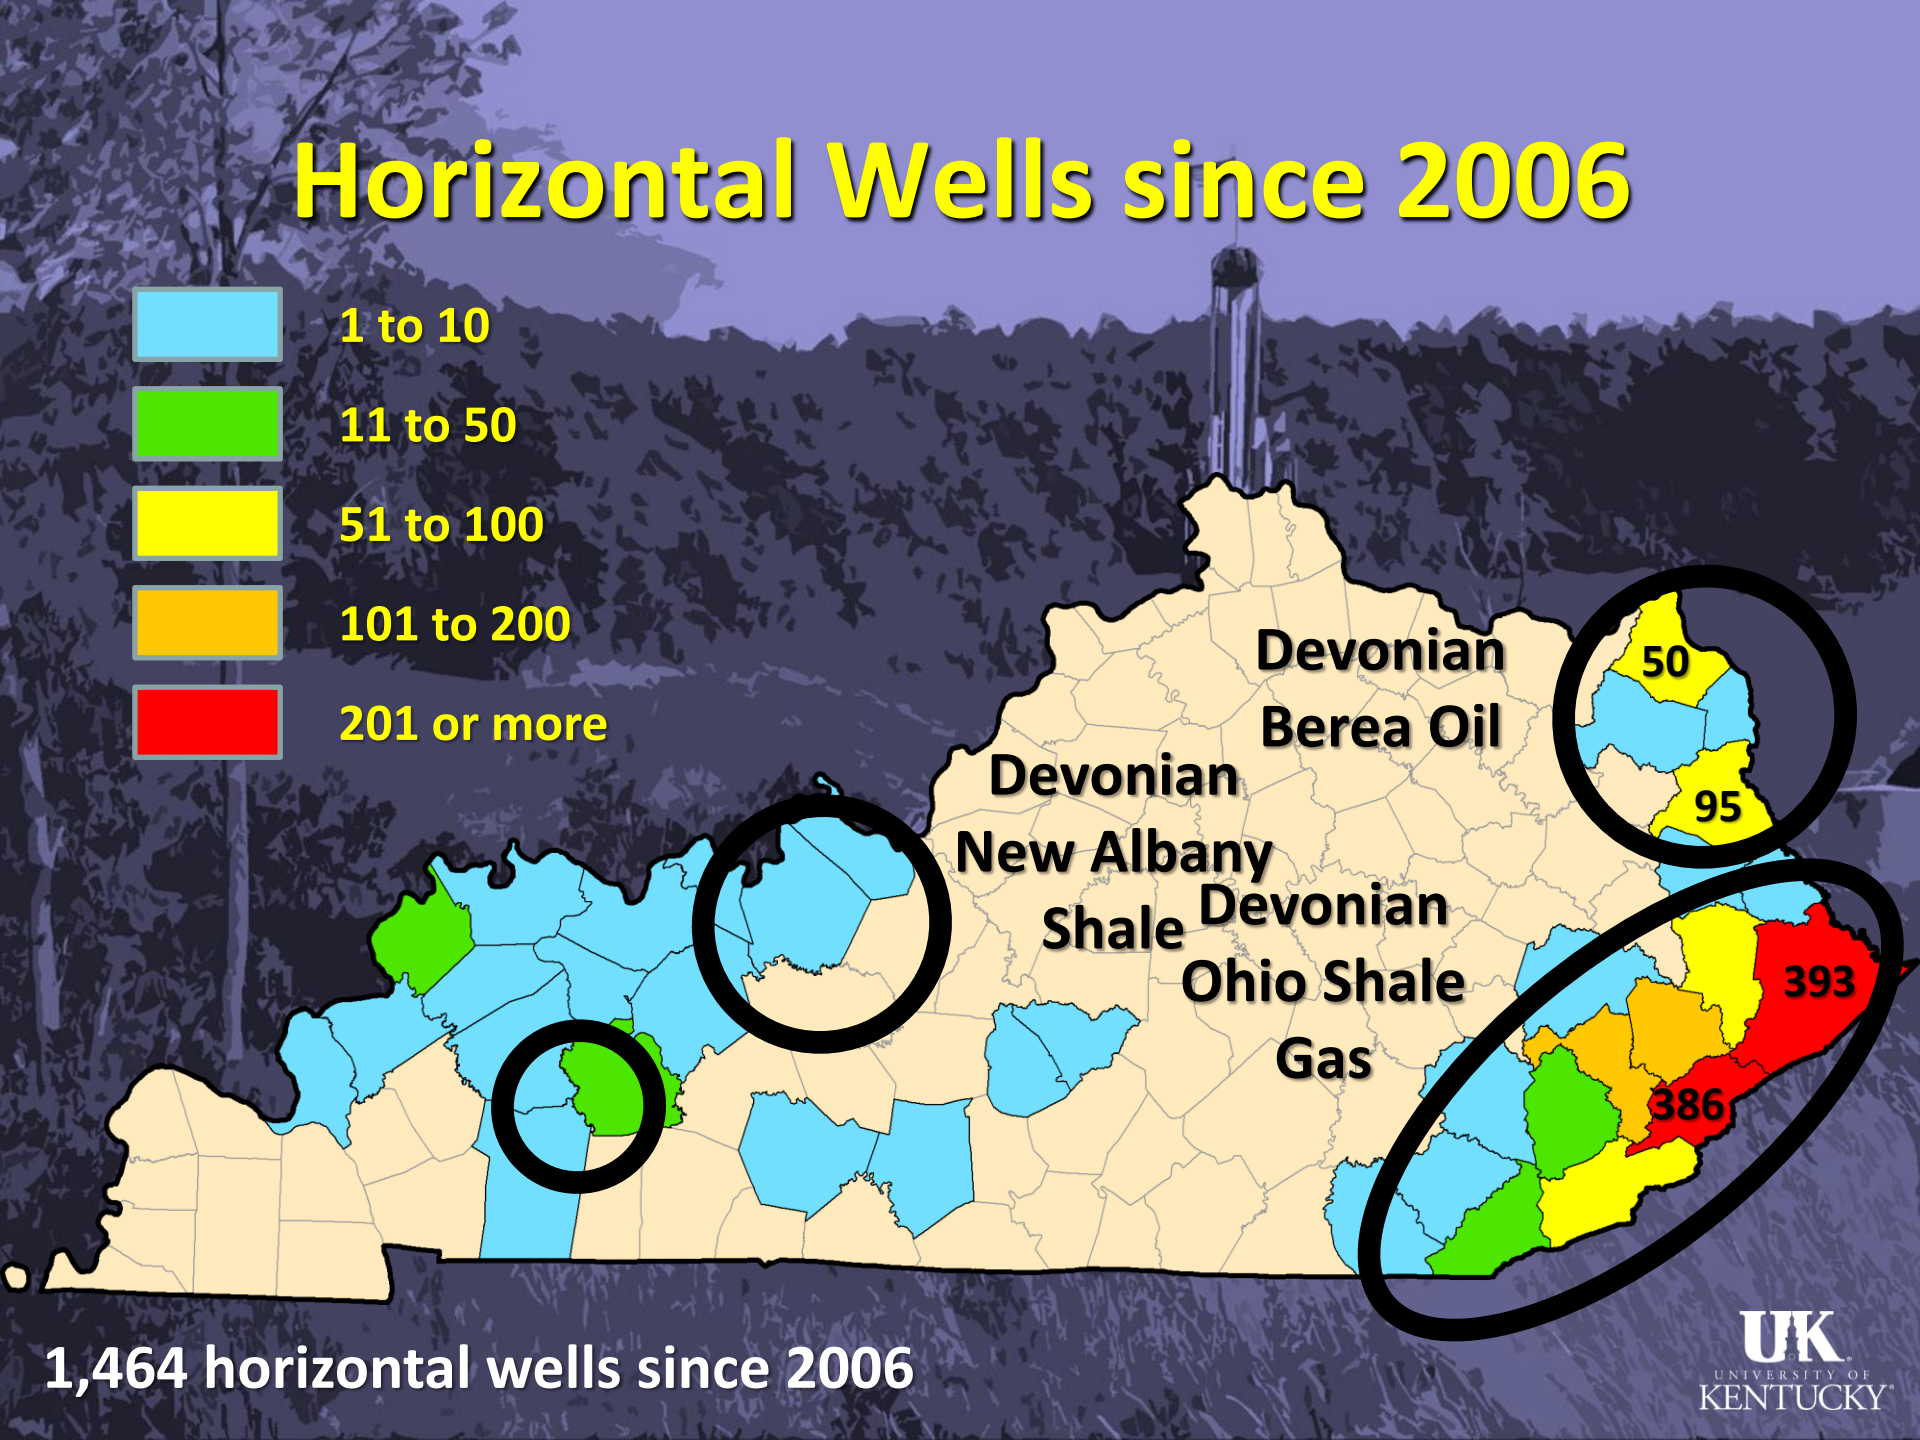 Horizontal Wells since 2006
1 to 10
11 to 50
51 to 100
101 to 200
201 or more
Devonian
Berea Oil
Devonian
New Albany
Shale
Devonian
Ohio Shale
Gas
50
95
393
386
1,464 horizontal wells since 2006
UK
UNIVERSITY OF
KENTUCKY®